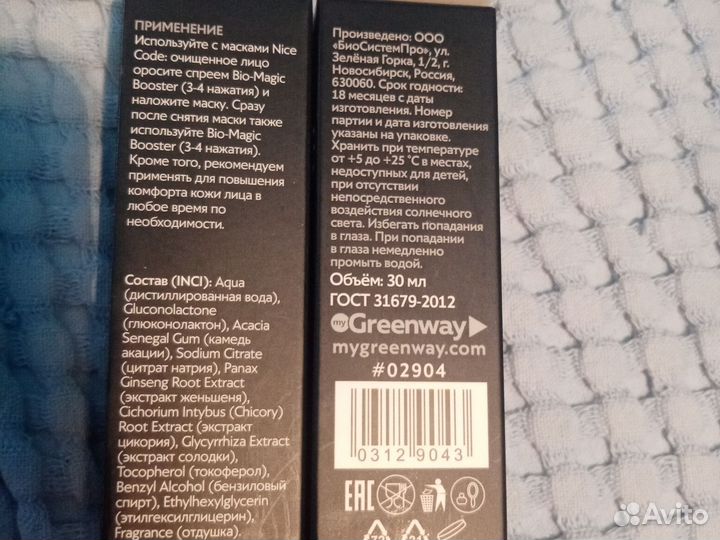 ПРИМЕНЕНИЕ
Используйте с масками Nice
Code: очищенное лицо
оросите спреем Bio-Magic
Booster (3-4 нажатия) и
наложите маску. Сразу
после снятия маски также
используйте Bio-Magic
Booster (3-4 нажатия).
Кроме того, рекомендуем
применять для повышения
комфорта кожи лица в
любое время по
необходимости.
Состав (INCI): Aqua
(дистиллированная вода),
Gluconolactone
(глюконолактон), Acacia
Senegal Gum (камедь
акации), Sodium Citrate
(цитрат натрия), Panax
Ginseng Root Extract
(экстракт женьшеня),
Cichorium Intybus (Chicory)
Root Extract (экстракт
цикория), Glycyrrhiza Extract
(экстракт солодки),
Tocopherol (токоферол),
Benzyl Alcohol (бензиловый
спирт), Ethylhexylglycerin
(этилгексилглицерин),
Fragrance (отдушка).
Произведено: ООО
«БиоСистемПро», ул.
Зелёная Горка, 1/2, г.
Новосибирск, Россия,
630060. Срок годности:
18 месяцев с даты
изготовления. Номер
партии и дата изготовления
указаны на упаковке.
Хранить при температуре
от +5 до +25 °С в местах,
недоступных для детей,
при отсутствии
непосредственного
воздействия солнечного
света. Избегать попадания
в глаза. При попадании
в глаза немедленно
промыть водой.
Объём: 30 мл
ГОСТ 31679-2012
my Greenway
mygreenway.com
#02904
0312 9043
EAC
Avito